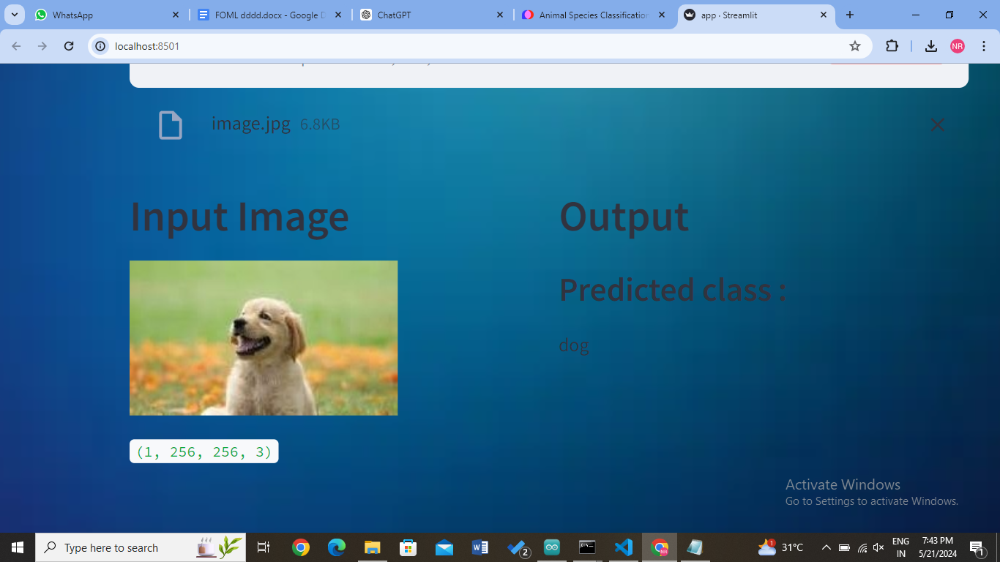 WhatsApp
FOML dddd.docx - Google D
ChatGPT
Animal Species Classification
app · Streamlit
localhost:8501
NR
image.jpg 6.8KB
Input Image
Output
Predicted class :
dog
(1, 256, 256, 3)
Activate Windows
Go to Settings to activate Windows.
Type here to search
2
NR
1
31°C
ENG
IN
7:43 PM
5/21/2024
1